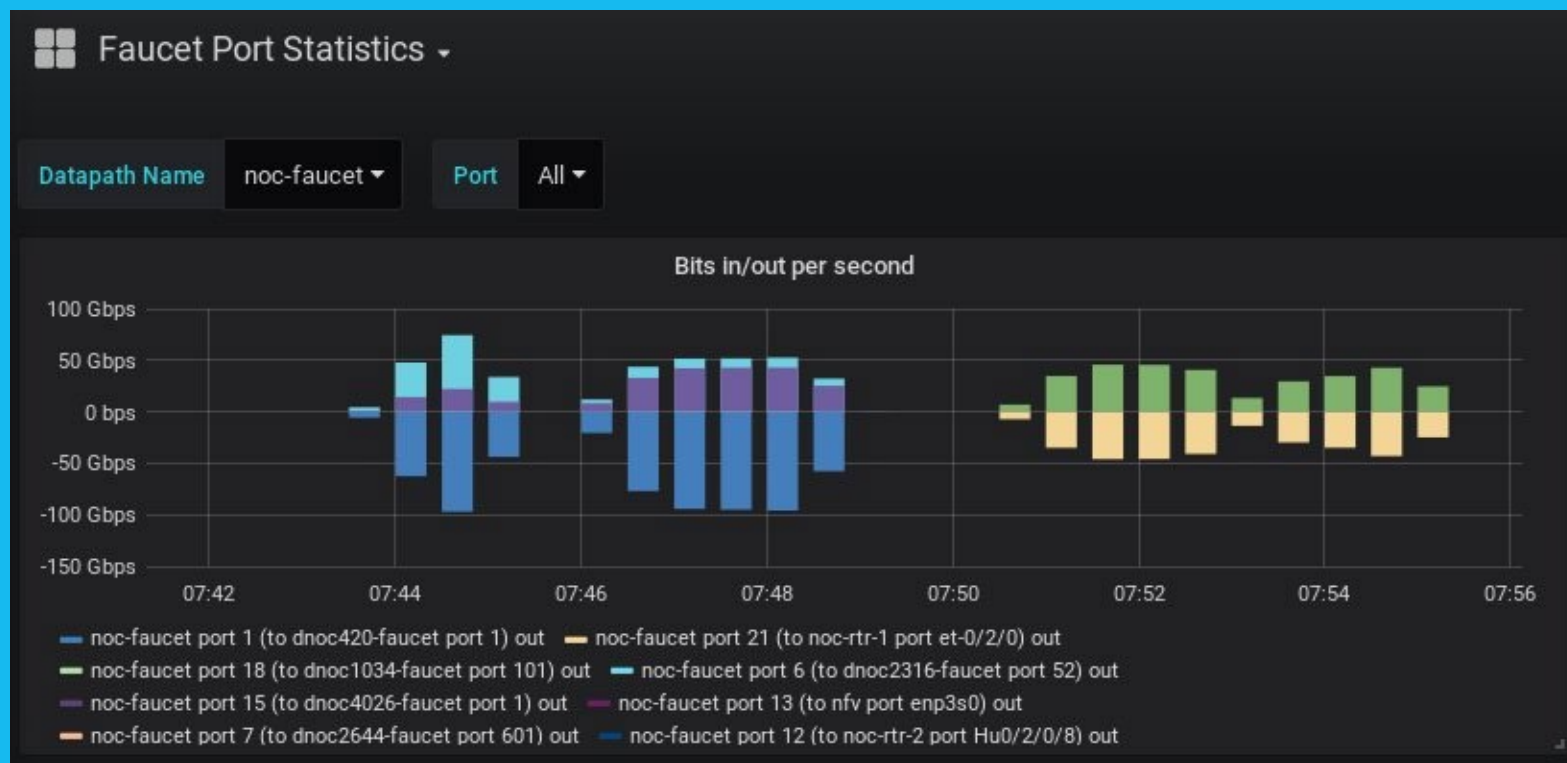 Faucet Port Statistics
Datapath Name noc-faucet Port All
Bits in/out per second
100 Gbps
50 Gbps
0 bps
-50 Gbps
-100 Gbps
-150 Gbps
07:42 07:44 07:46 07:48 07:50 07:52 07:54 07:56
noc-faucet port 1 (to dnoc420-faucet port 1) out noc-faucet port 21 (to noc-rtr-1 port et-0/2/0) out
noc-faucet port 18 (to dnoc1034-faucet port 101) out noc-faucet port 6 (to dnoc2316-faucet port 52) out
noc-faucet port 15 (to dnoc4026-faucet port 1) out noc-faucet port 13 (to nfv port enp3s0) out
noc-faucet port 7 (to dnoc2644-faucet port 601) out noc-faucet port 12 (to noc-rtr-2 port Hu0/2/0/8) out